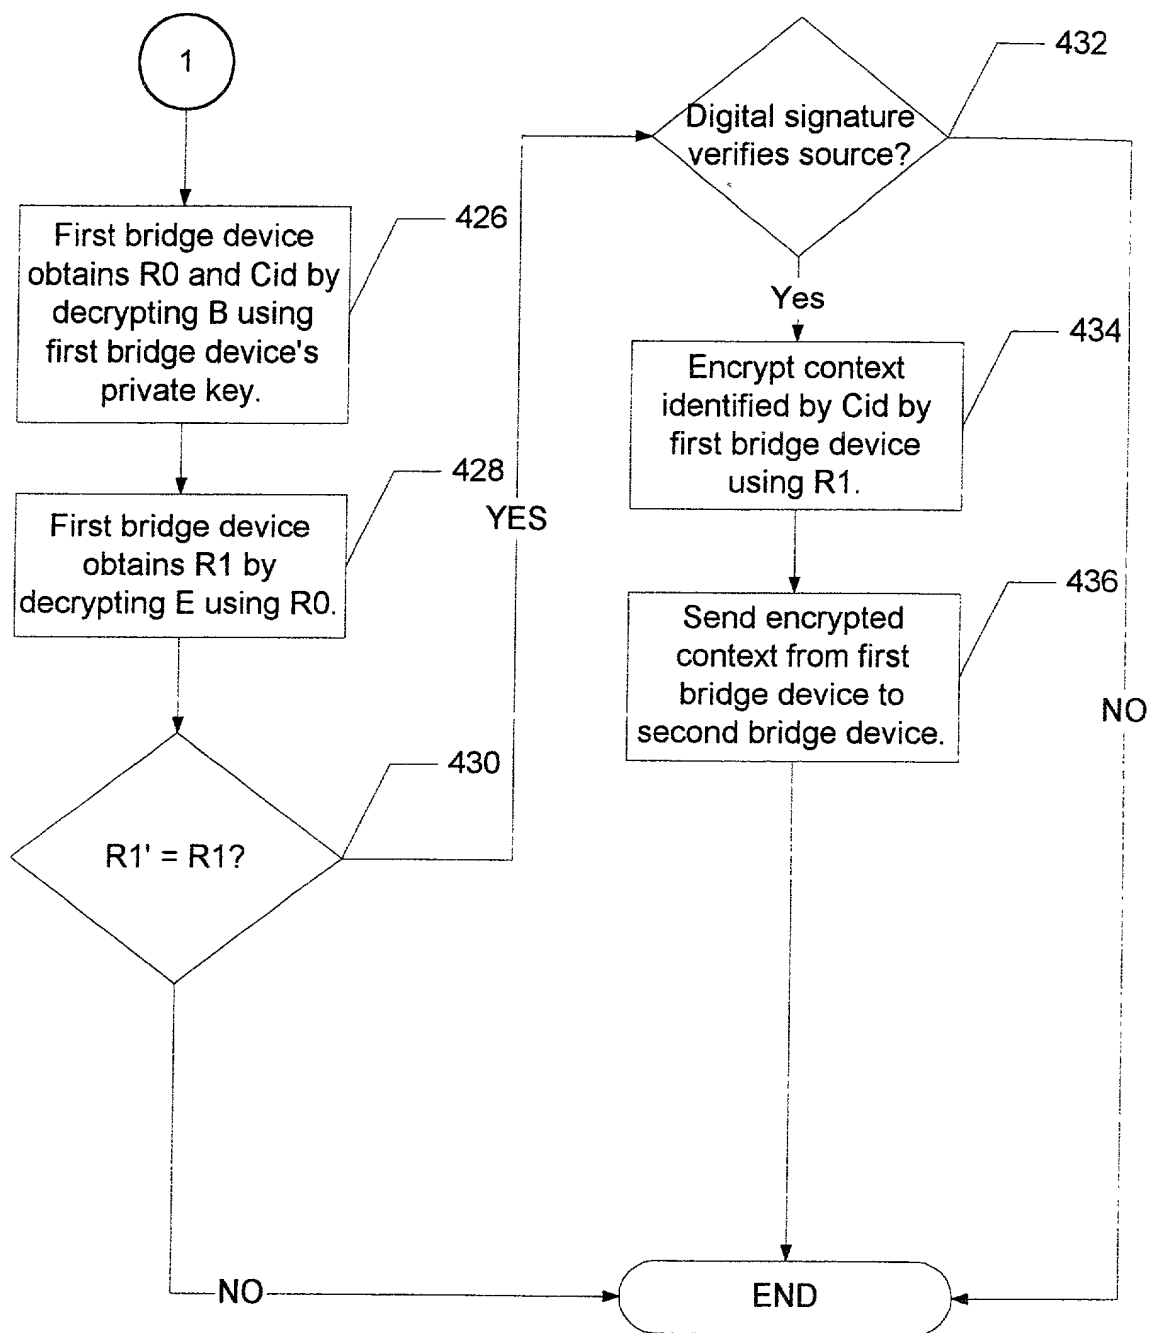 1
426
First bridge device
obtains R0 and Cid by
decrypting B using
first bridge device's
private key.
428
First bridge device
obtains R1 by
decrypting E using R0.
430
R1' = R1?
YES
NO
432
Digital signature
verifies source?
Yes
434
Encrypt context
identified by Cid by
first bridge device
using R1.
436
Send encrypted
context from first
bridge device to
second bridge device.
NO
END